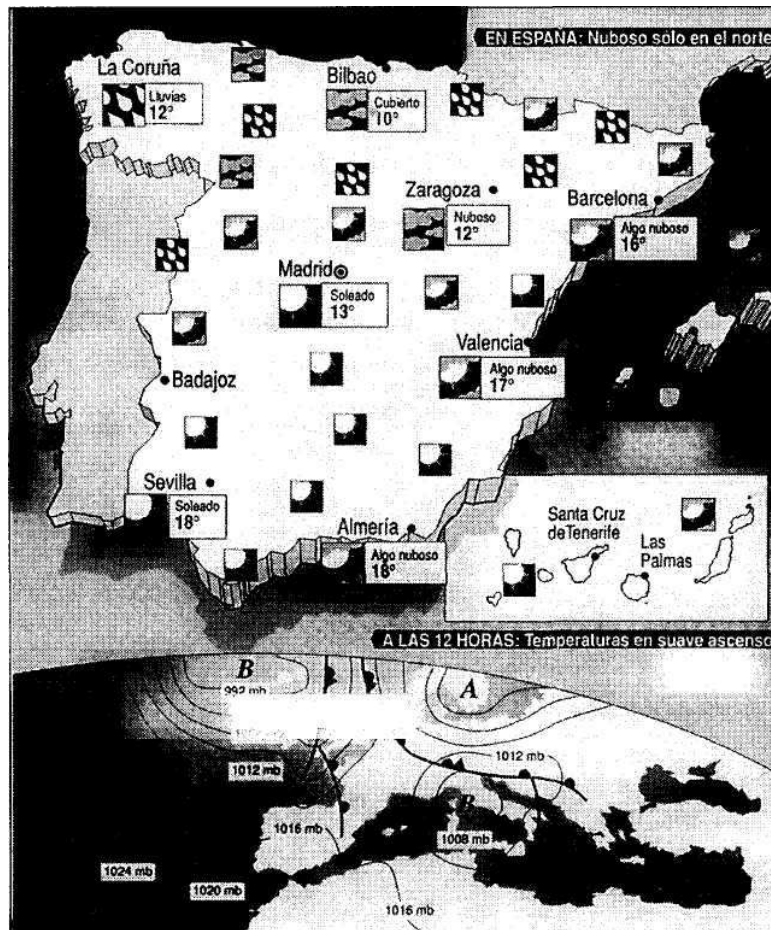 EN ESPAÑA: Nuboso sólo en el norte
La Coruña
Lluvias
12°
Bilbao
Cubierto
10°
Zaragoza
Nuboso
12°
Barcelona
Algo nuboso
16°
Madrid
Soleado
13°
Valencia
Algo nuboso
17°
Badajoz
Sevilla
Soleado
18°
Almería
Algo nuboso
18°
Santa Cruz
de Tenerife
Las
Palmas
A LAS 12 HORAS: Temperaturas en suave ascenso
B
992 mb
A
1012 mb
1012 mb
B
1016 mb
1008 mb
1024 mb
1020 mb
1016 mb